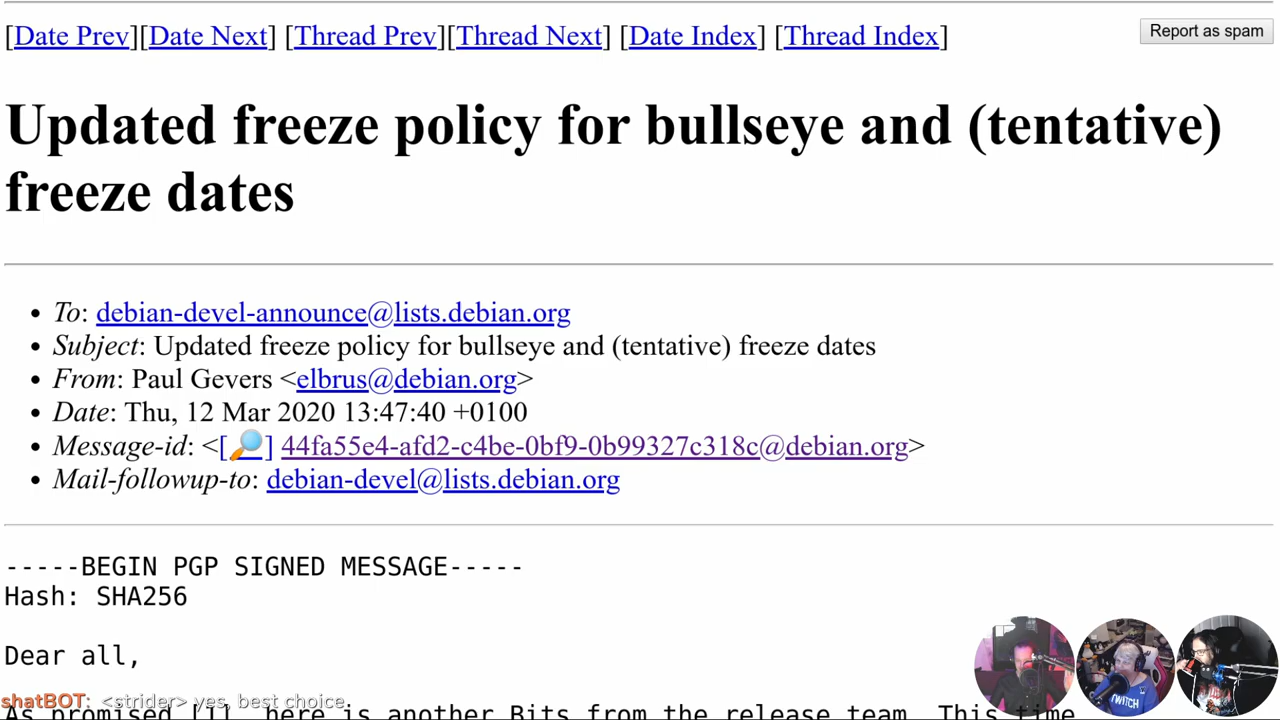 [Date Prev][Date Next] [Thread Prev][Thread Next] [Date Index] [Thread Index]
Report as spam
Updated freeze policy for bullseye and (tentative)
freeze dates
• To: debian-devel-announce@lists.debian.org
• Subject: Updated freeze policy for bullseye and (tentative) freeze dates
• From: Paul Gevers <elbrus@debian.org>
• Date: Thu, 12 Mar 2020 13:47:40 +0100
• Message-id: <[🔎] 44fa55e4-afd2-c4be-0bf9-0b99327c318c@debian.org>
• Mail-followup-to: debian-devel@lists.debian.org
-----BEGIN PGP SIGNED MESSAGE-----
Hash: SHA256
Dear all,
shatBOT: <strider> yes, best choice
As promised [1], here is another Bits from the release team. This time
TWITCH